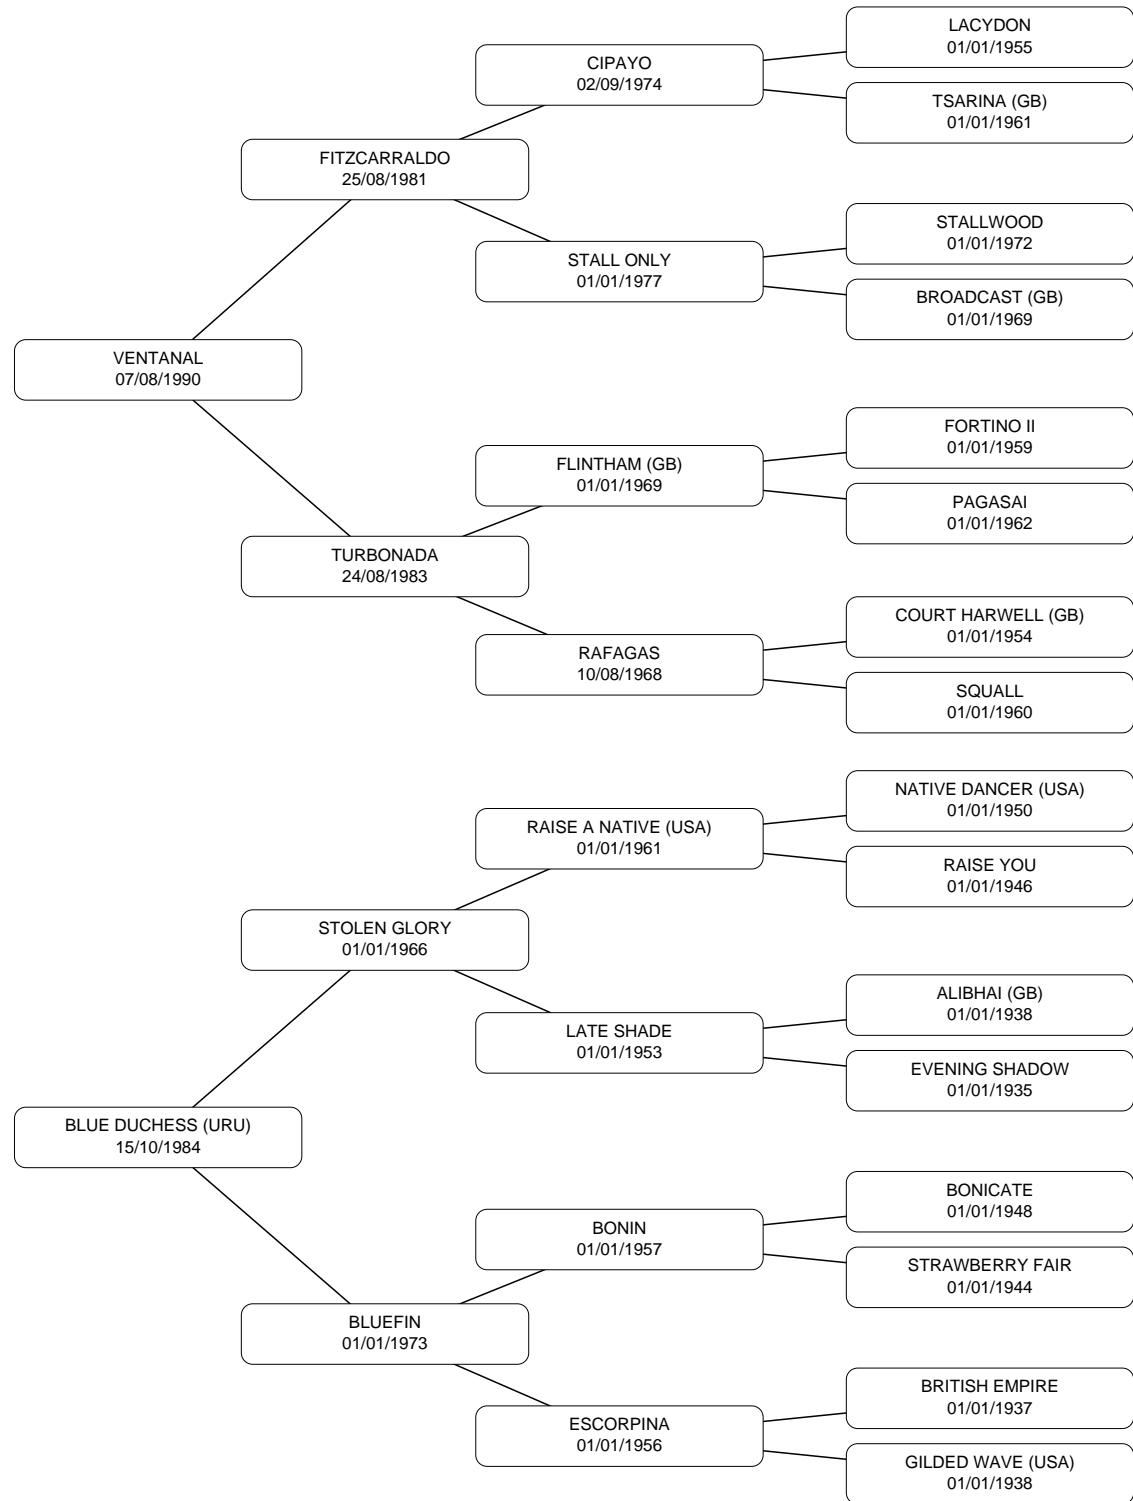 LACYDON
01/01/1955
CIPAYO
02/09/1974
TSARINA (GB)
01/01/1961
FITZCARRALDO
25/08/1981
STALLWOOD
01/01/1972
STALL ONLY
01/01/1977
BROADCAST (GB)
01/01/1969
VENTANAL
07/08/1990
FORTINO II
01/01/1959
FLINTHAM (GB)
01/01/1969
PAGASAI
01/01/1962
TURBONADA
24/08/1983
COURT HARWELL (GB)
01/01/1954
RAFAGAS
10/08/1968
SQUALL
01/01/1960
NATIVE DANCER (USA)
01/01/1950
RAISE A NATIVE (USA)
01/01/1961
RAISE YOU
01/01/1946
STOLEN GLORY
01/01/1966
ALIBHAI (GB)
01/01/1938
LATE SHADE
01/01/1953
EVENING SHADOW
01/01/1935
BLUE DUCHESS (URU)
15/10/1984
BONICATE
01/01/1948
BONIN
01/01/1957
STRAWBERRY FAIR
01/01/1944
BLUEFIN
01/01/1973
BRITISH EMPIRE
01/01/1937
ESCORPINA
01/01/1956
GILDED WAVE (USA)
01/01/1938